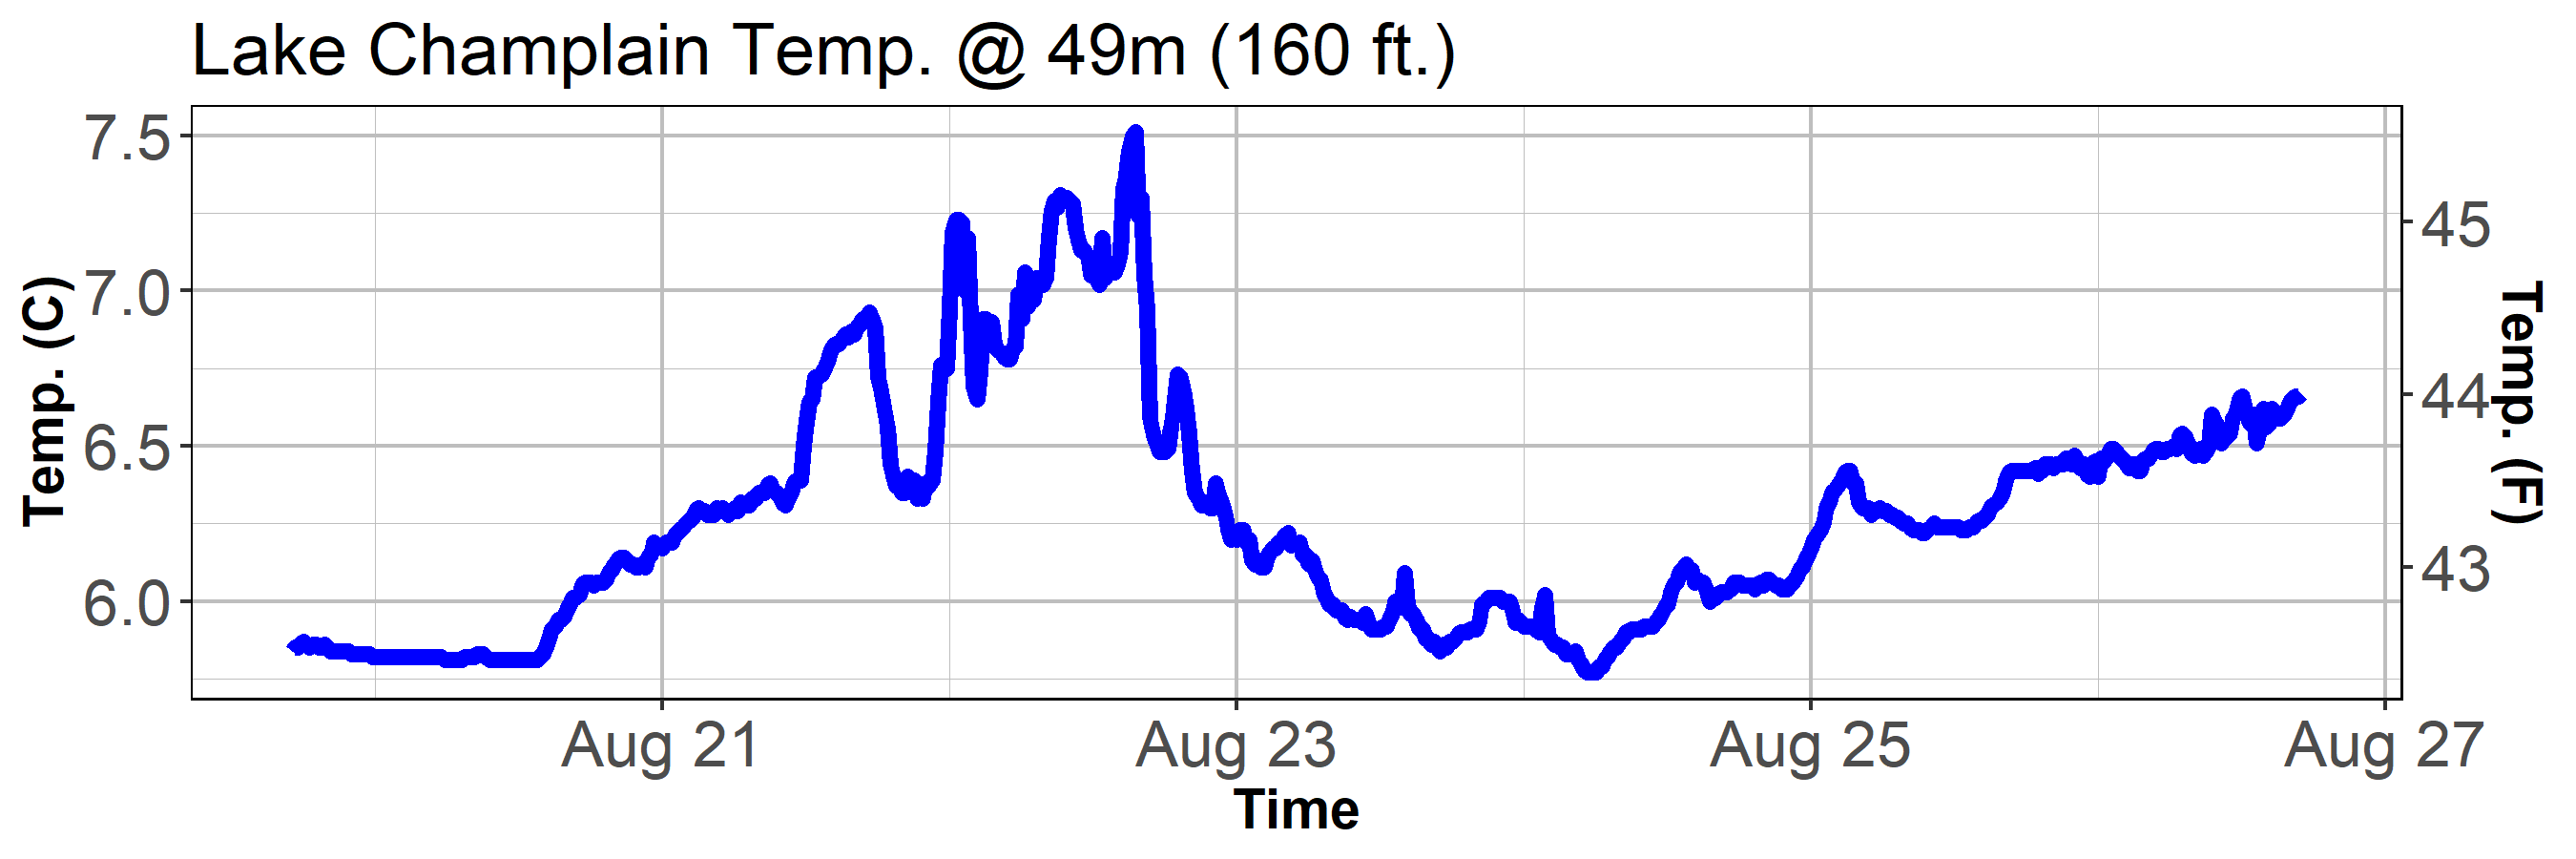 Lake Champlain Temp. @ 49m (160 ft.)
Temp. (C)
7.5
7.0
6.5
6.0
45
44
43
Temp. (F)
Aug 21 Aug 23 Aug 25 Aug 27
Time